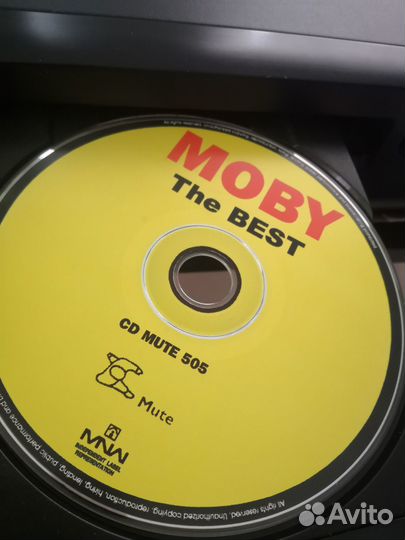 MOBY
The BEST
CD MUTE 505
Mute
MNW
INDEPENDENT LABEL
REPRESENTATION
All rights reserved. Unauthorized copying, reproduction, hiring, lending, public performance and
Avito